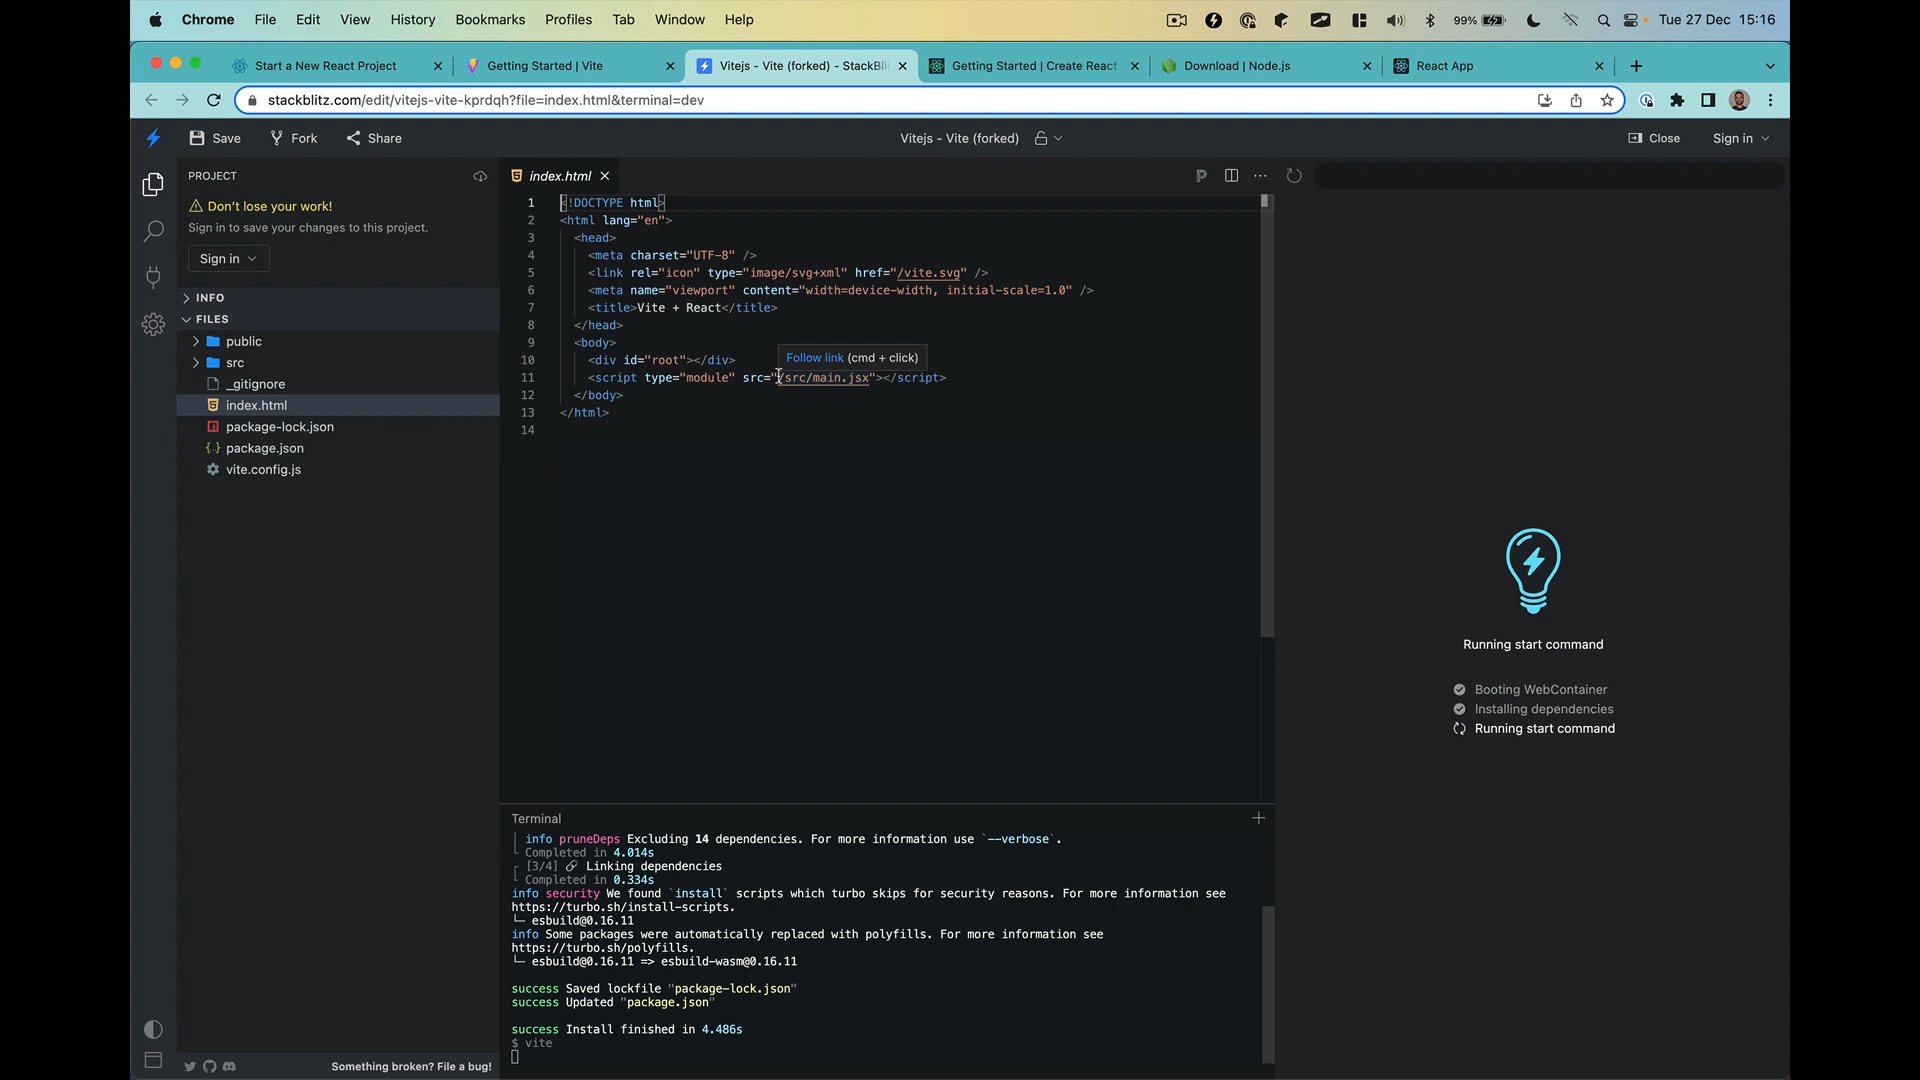 Chrome File Edit View History Bookmarks Profiles Tab Window Help 99% Tue 27 Dec 15:16
Start a New React Project Getting Started | Vite Vitejs - Vite (forked) - StackBli Getting Started | Create React Download | Node.js React App
stackblitz.com/edit/vitejs-vite-kprdqh?file=index.html&terminal=dev
Save Fork Share Vitejs - Vite (forked) Close Sign in
PROJECT
Don't lose your work!
Sign in to save your changes to this project.
Sign in
INFO
FILES
public
src
_gitignore
index.html
package-lock.json
package.json
vite.config.js
Something broken? File a bug!
index.html
1 <!DOCTYPE html>
2 <html lang="en">
3 <head>
4 <meta charset="UTF-8" />
5 <link rel="icon" type="image/svg+xml" href="/vite.svg" />
6 <meta name="viewport" content="width=device-width, initial-scale=1.0" />
7 <title>Vite + React</title>
8 </head>
9 <body>
Follow link (cmd + click)
10 <div id="root"></div>
11 <script type="module" src="/src/main.jsx"></script>
12 </body>
13 </html>
14
Terminal
info pruneDeps Excluding 14 dependencies. For more information use `--verbose`.
Completed in 4.014s
[3/4] 🔗 Linking dependencies
Completed in 0.334s
info security We found `install` scripts which turbo skips for security reasons. For more information see
https://turbo.sh/install-scripts.
└─ esbuild@0.16.11
info Some packages were automatically replaced with polyfills. For more information see
https://turbo.sh/polyfills.
└─ esbuild@0.16.11 => esbuild-wasm@0.16.11
success Saved lockfile "package-lock.json"
success Updated "package.json"
success Install finished in 4.486s
$ vite
Running start command
Booting WebContainer
Installing dependencies
Running start command